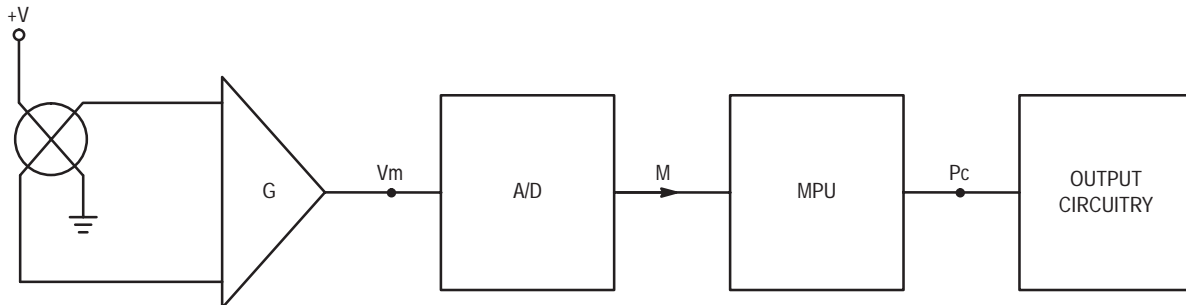 +V
G
Vm
A/D
M
MPU
Pc
OUTPUT
CIRCUITRY